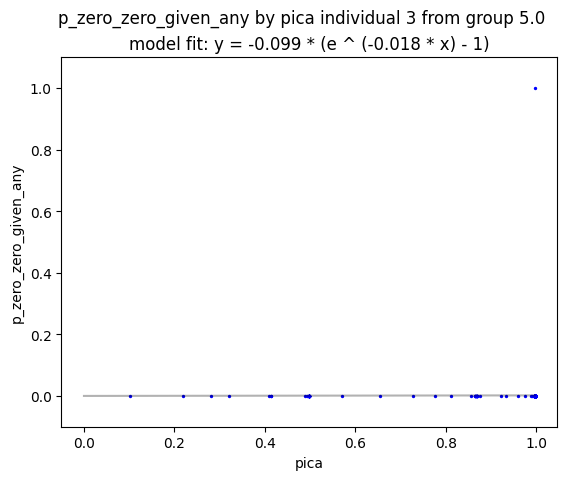 p_zero_zero_given_any by pica individual 3 from group 5.0
model fit: y = -0.099 * (e ^ (-0.018 * x) - 1)
1.0
0.8
0.6
0.4
0.2
0.0
p_zero_zero_given_any
0.0 0.2 0.4 0.6 0.8 1.0
pica